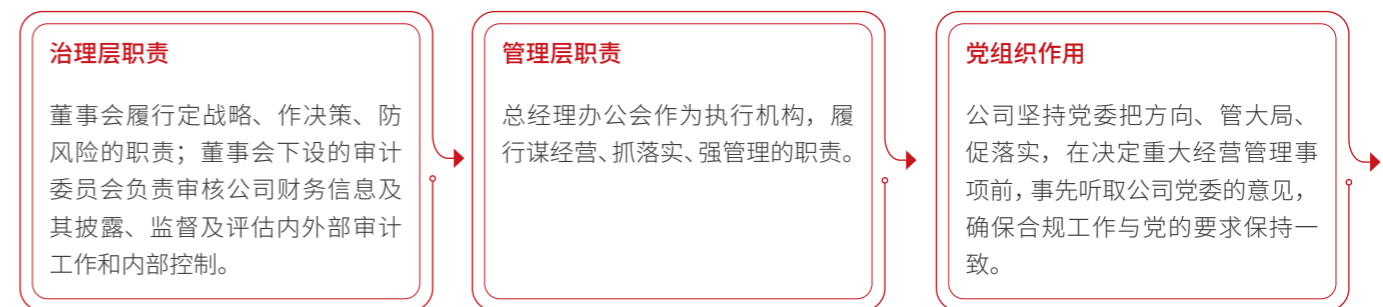 治理层职责
董事会履行定战略、作决策、防
风险的职责；董事会下设的审计
委员会负责审核公司财务信息及
其披露、监督及评估内外部审计
工作和内部控制。
管理层职责
总经理办公会作为执行机构，履
行谋经营、抓落实、强管理的职责。
党组织作用
公司坚持党委把方向、管大局、
促落实，在决定重大经营管理事
项前，事先听取公司党委的意见，
确保合规工作与党的要求保持一
致。